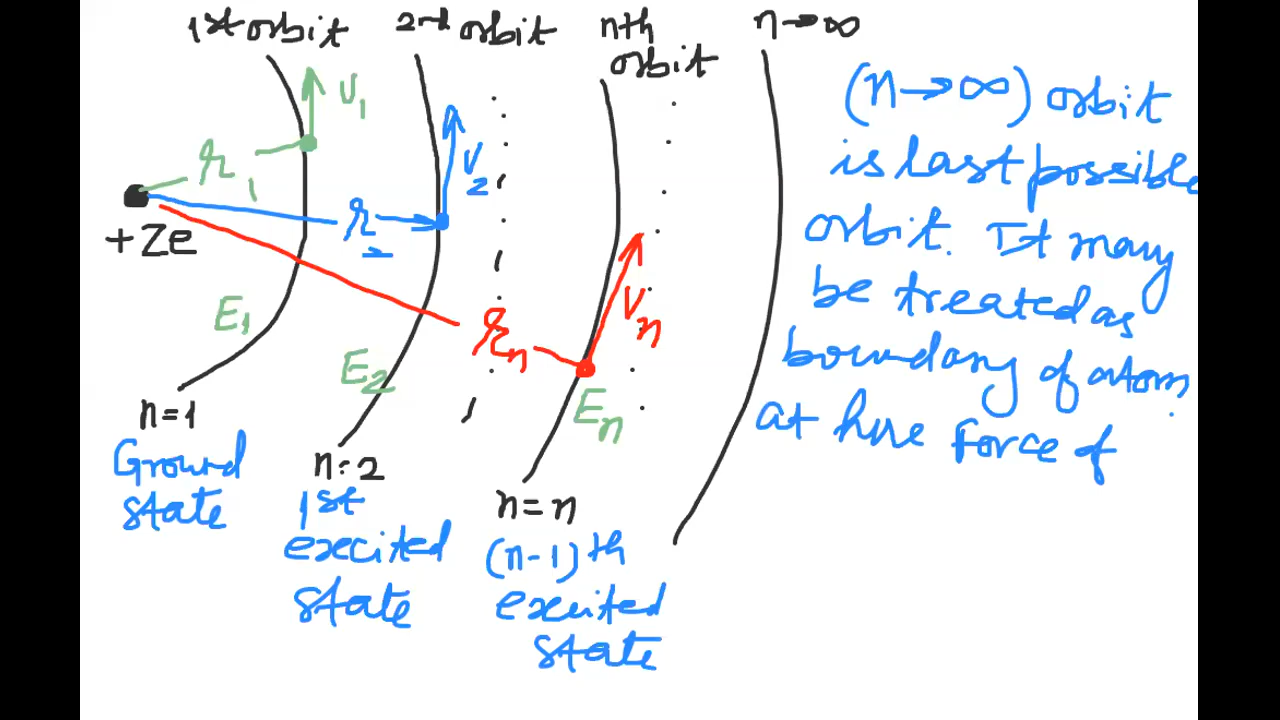 1st orbit
2nd orbit
nth
orbit
n→∞
v₁
r₁
v₂
r₂
+Ze
rₙ
vₙ
E₁
E₂
Eₙ
n=1
Ground
state
n=2
1st
execited
state
n=n
(n-1)th
execited
state
(n→∞) orbit
is last possible
orbit. It may
be treated as
boundary of atom
at here force of